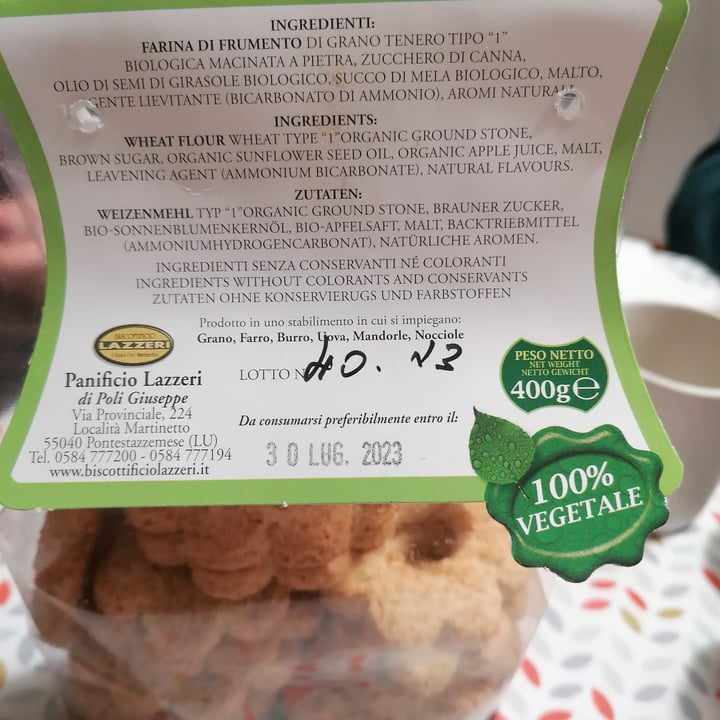 INGREDIENTI:
FARINA DI FRUMENTO DI GRANO TENERO TIPO "1"
BIOLOGICA MACINATA A PIETRA, ZUCCHERO DI CANNA,
OLIO DI SEMI DI GIRASOLE BIOLOGICO, SUCCO DI MELA BIOLOGICO, MALTO,
GENTE LIEVITANTE (BICARBONATO DI AMMONIO), AROMI NATURALI
INGREDIENTS:
WHEAT FLOUR WHEAT TYPE "1"ORGANIC GROUND STONE,
BROWN SUGAR, ORGANIC SUNFLOWER SEED OIL, ORGANIC APPLE JUICE, MALT,
LEAVENING AGENT (AMMONIUM BICARBONATE), NATURAL FLAVOURS.
ZUTATEN:
WEIZENMEHL TYP "1"ORGANIC GROUND STONE, BRAUNER ZUCKER,
BIO-SONNENBLUMENKERNÖL, BIO-APFELSAFT, MALT, BACKTRIEBMITTEL
(AMMONIUMHYDROGENCARBONAT), NATÜRLICHE AROMEN.
INGREDIENTI SENZA CONSERVANTI NÉ COLORANTI
INGREDIENTS WITHOUT COLORANTS AND CONSERVANTS
ZUTATEN OHNE KONSERVIERUGS UND FARBSTOFFEN
Prodotto in uno stabilimento in cui si impiegano:
Grano, Farro, Burro, Uova, Mandorle, Nocciole
LOTTO N 40. 23
Da consumarsi preferibilmente entro il:
30 LUG. 2023
BISCOTTIFICIO
LAZZERI
Panificio Lazzeri
di Poli Giuseppe
Via Provinciale, 224
Località Martinetto
55040 Pontestazzemese (LU)
Tel. 0584 777200 - 0584 777194
www.biscottificiolazzeri.it
PESO NETTO
NET WEIGHT
NETTO GEWICHT
400g ℮
100%
VEGETALE